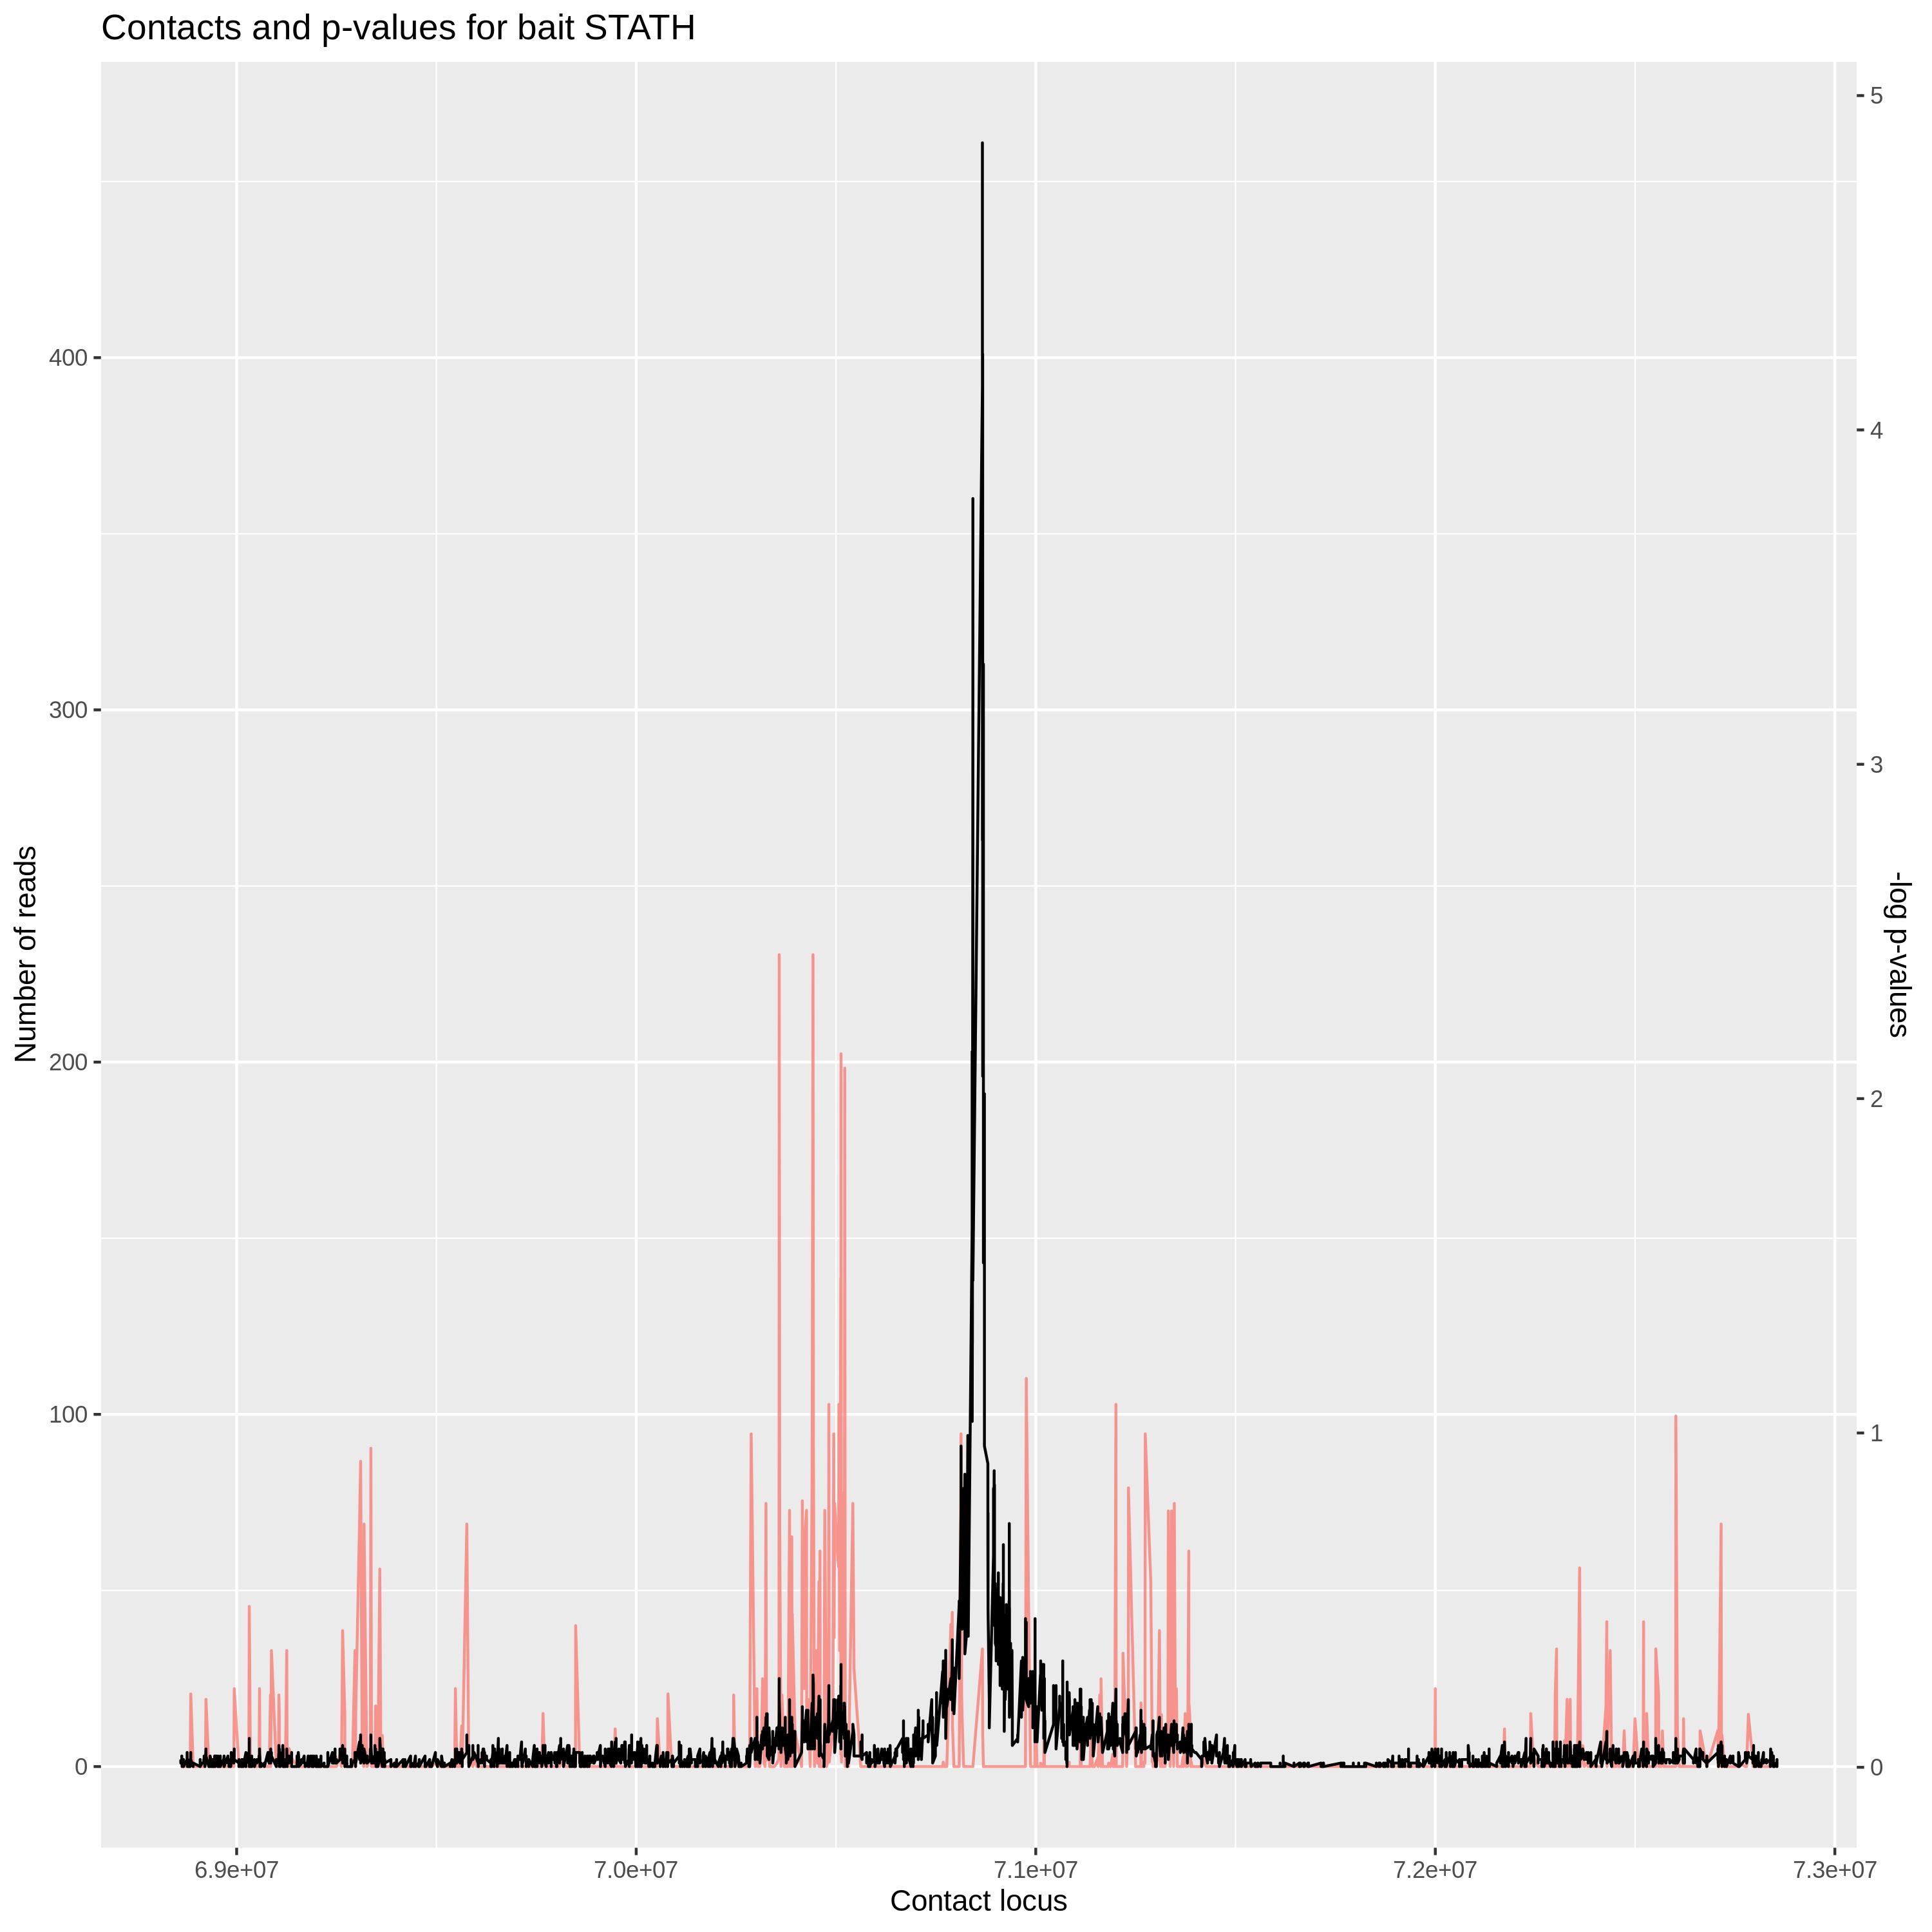 Contacts and p-values for bait STATH
Number of reads
400
300
200
100
0
5
4
3
2
1
0
-log p-values
6.9e+07
7.0e+07
7.1e+07
7.2e+07
7.3e+07
Contact locus